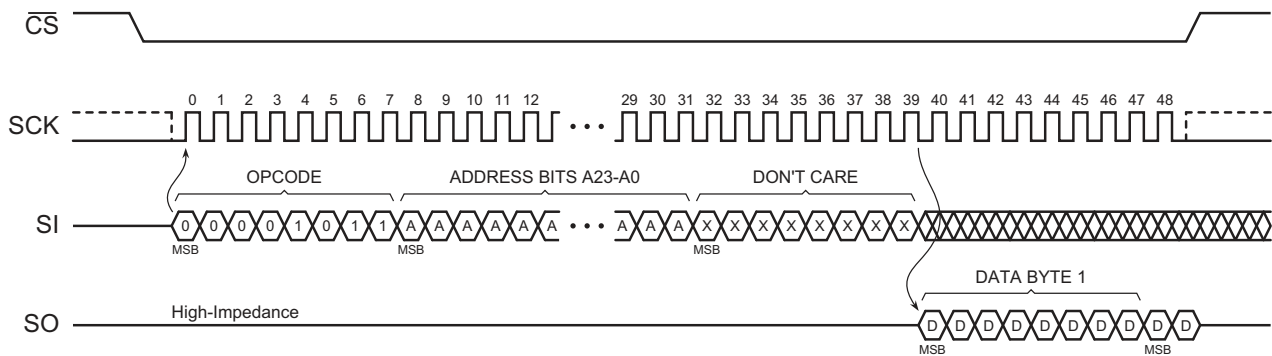 CS
0 1 2 3 4 5 6 7 8 9 10 11 12 29 30 31 32 33 34 35 36 37 38 39 40 41 42 43 44 45 46 47 48
SCK • • •
OPCODE ADDRESS BITS A23-A0 DON'T CARE
SI 0 0 0 0 1 0 1 1 A A A A A A • • • A A A X X X X X X X X
MSB MSB MSB
DATA BYTE 1
High-Impedance
SO D D D D D D D D D D
MSB MSB